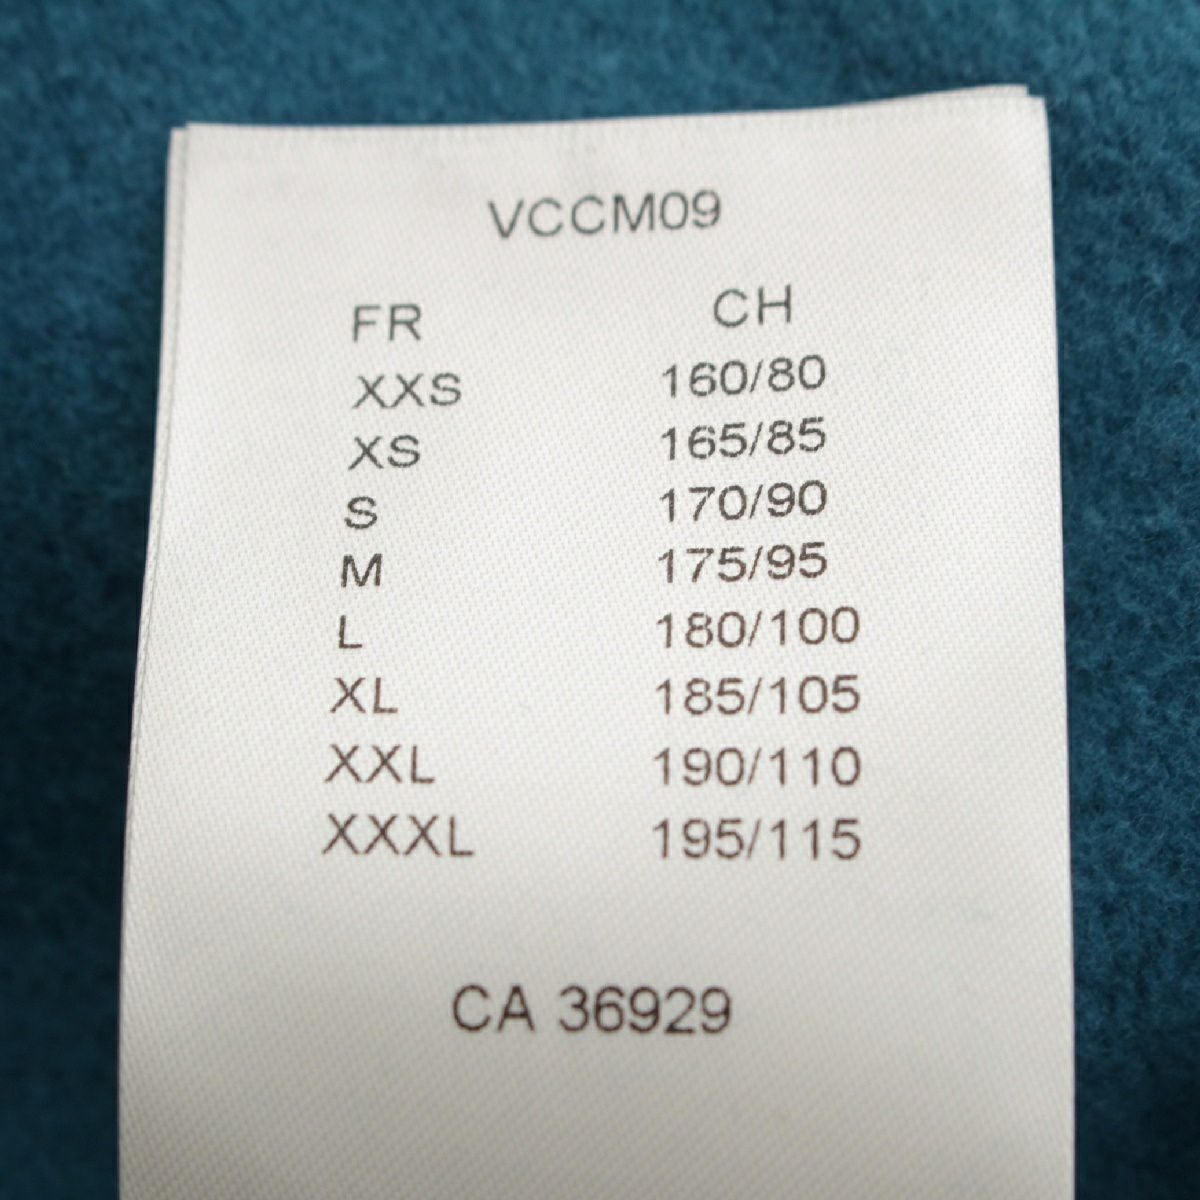 VCCM09
FR CH
XXS 160/80
XS 165/85
S 170/90
M 175/95
L 180/100
XL 185/105
XXL 190/110
XXXL 195/115
CA 36929